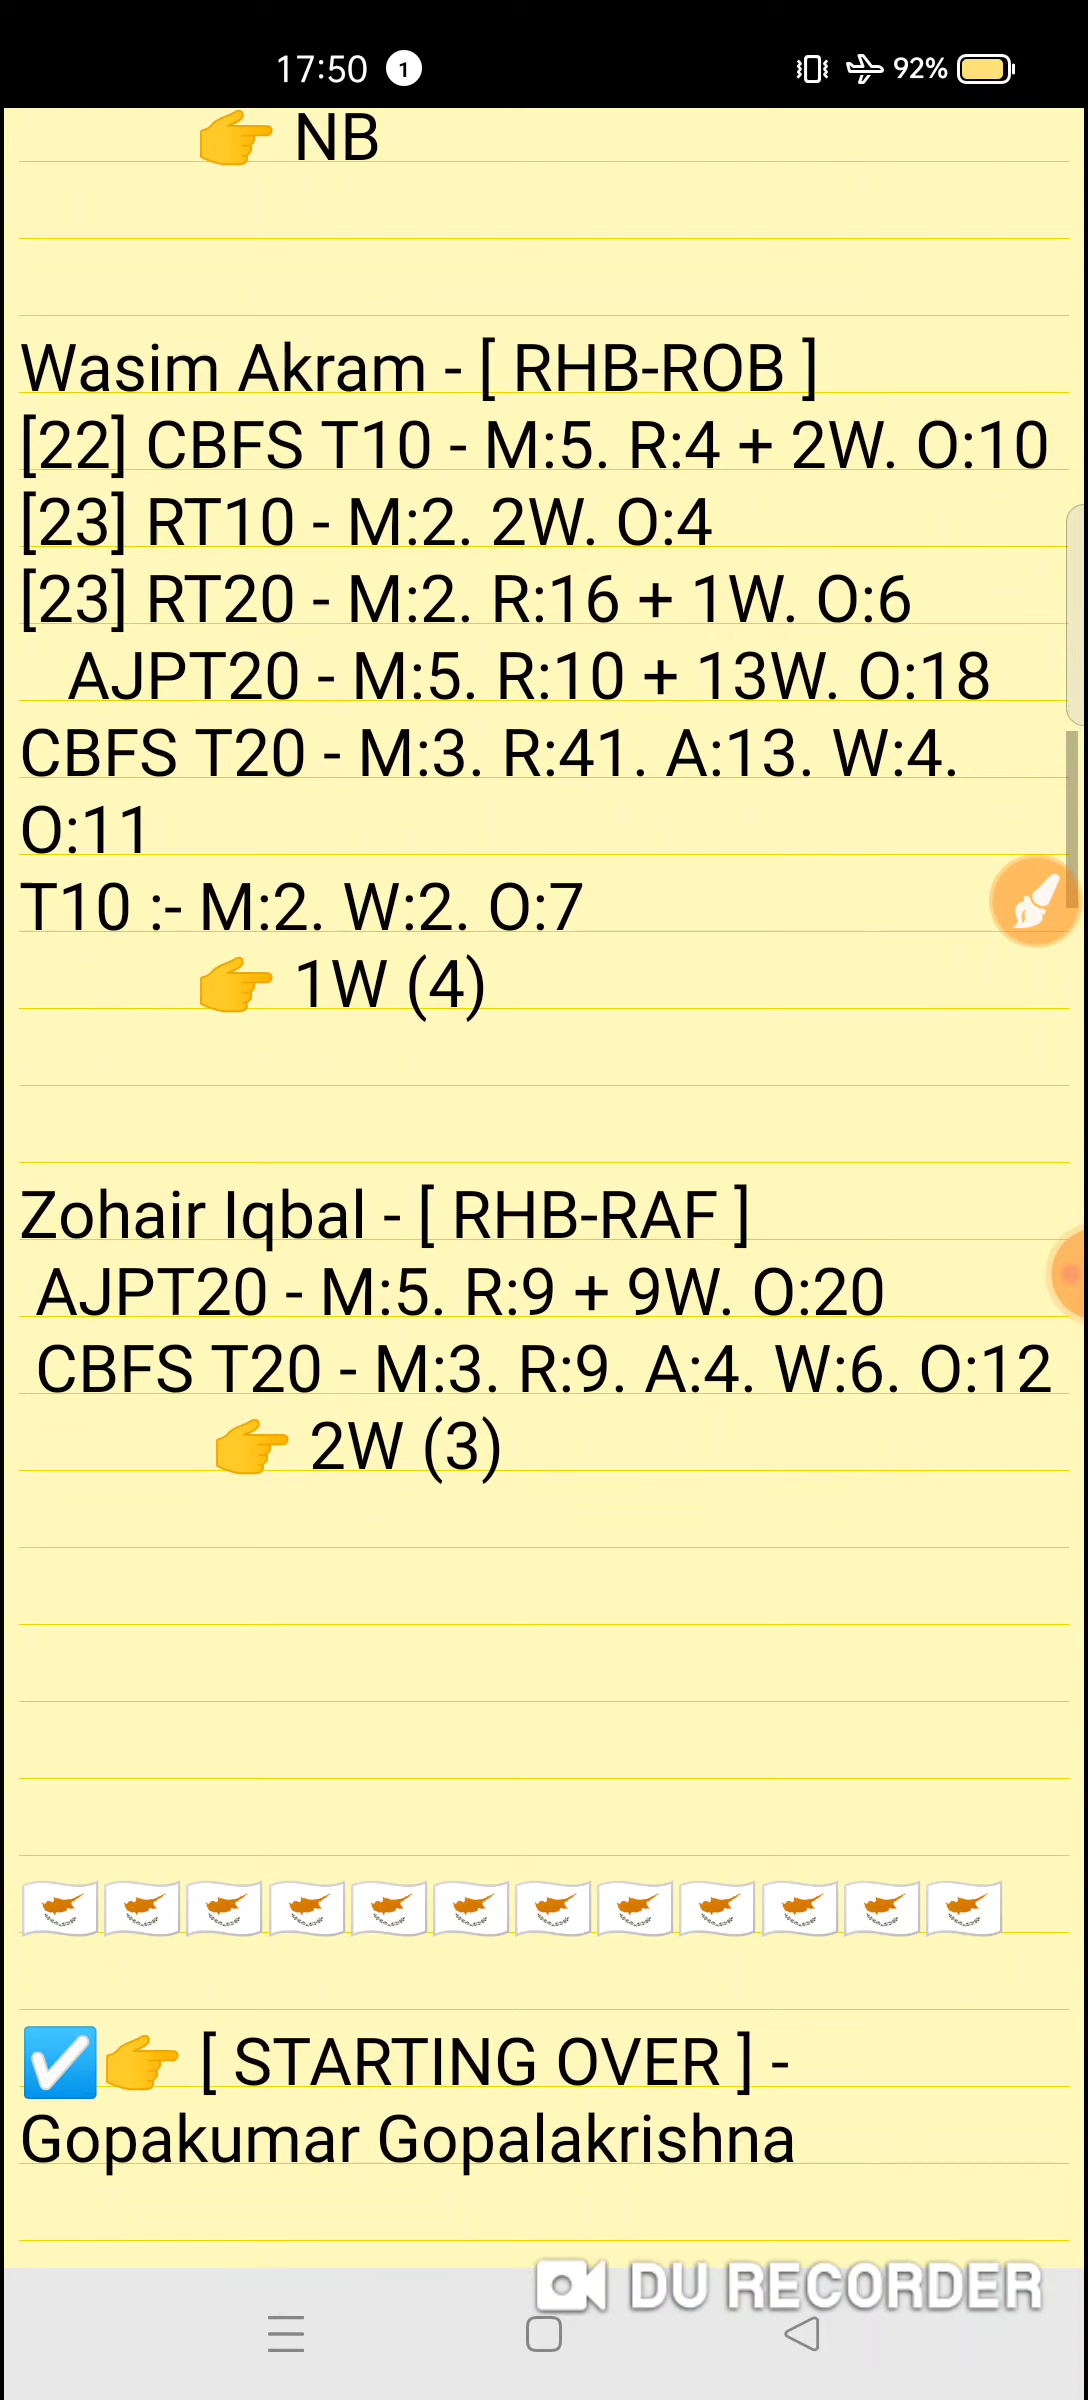 17:50 1 92%
👉 NB
Wasim Akram - [ RHB-ROB ]
[22] CBFS T10 - M:5. R:4 + 2W. O:10
[23] RT10 - M:2. 2W. O:4
[23] RT20 - M:2. R:16 + 1W. O:6
AJPT20 - M:5. R:10 + 13W. O:18
CBFS T20 - M:3. R:41. A:13. W:4.
O:11
T10 :- M:2. W:2. O:7
👉 1W (4)
Zohair Iqbal - [ RHB-RAF ]
AJPT20 - M:5. R:9 + 9W. O:20
CBFS T20 - M:3. R:9. A:4. W:6. O:12
👉 2W (3)
🇨🇾🇨🇾🇨🇾🇨🇾🇨🇾🇨🇾🇨🇾🇨🇾🇨🇾🇨🇾🇨🇾🇨🇾
☑️👉 [ STARTING OVER ] -
Gopakumar Gopalakrishna
DU RECORDER